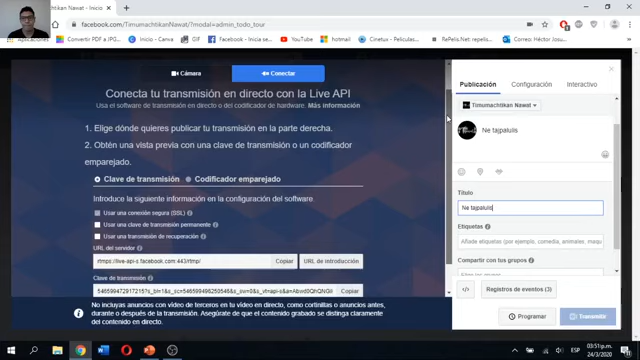 machtikan Nawat
facebook.com/TimumachtikanNawat/?modal=admin_todo_tour
Aplicaciones
Convertir PDF a JPG...
Inicio - Canva
Gif
Facebook
YouTube
hotmail
Cinetux - Peliculas...
RePelis.Net repelis...
Correo: Héctor Josu...
Cámara
Conectar
Conecta tu transmisión en directo con la Live API
Usa el software de transmisión en directo o el codificador de hardware. Más información
1. Elige dónde quieres publicar tu transmisión en la parte derecha.
2. Obtén una vista previa con una clave de transmisión o un codificador
emparejado.
Clave de transmisión
Codificador emparejado
Introduce la siguiente información en la configuración del software.
Usar una conexión segura (SSL)
Usar una clave de transmisión permanente
Usar una transmisión de recuperación
URL del servidor
rtmps://live-api-s.facebook.com:443/rtmp/
Copiar
URL de introducción
Clave de transmisión
Copiar
No incluyas anuncios con vídeo de terceros en tu vídeo en directo, como cortinillas o anuncios antes,
durante o después de la transmisión. Asegúrate de que el contenido grabado se distinga claramente
del contenido en directo.
Publicación
Configuración
Interactivo
Timumachtikan Nawat
Ne tajpalulis
Título
Ne tajpalulis
Etiquetas
Añade etiquetas (por ejemplo, comedia, animales, maqu
Compartir con tus grupos
</>
Registros de eventos (3)
Programar
Transmitir
ESP
03:51p.m.
24/3/2020